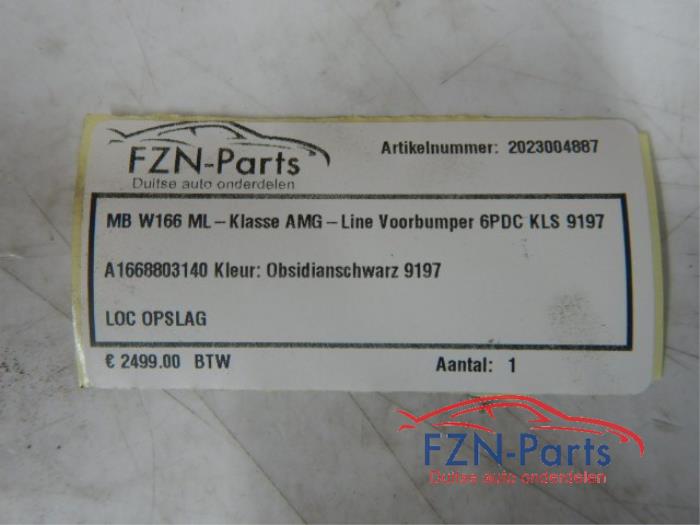 FZN-Parts
Duitse auto onderdelen
Artikelnummer: 2023004887
MB W166 ML-Klasse AMG-Line Voorbumper 6PDC KLS 9197
A1668803140 Kleur: Obsidianschwarz 9197
LOC OPSLAG
€ 2499.00 BTW
Aantal: 1
FZN-Parts
Duitse auto onderdelen